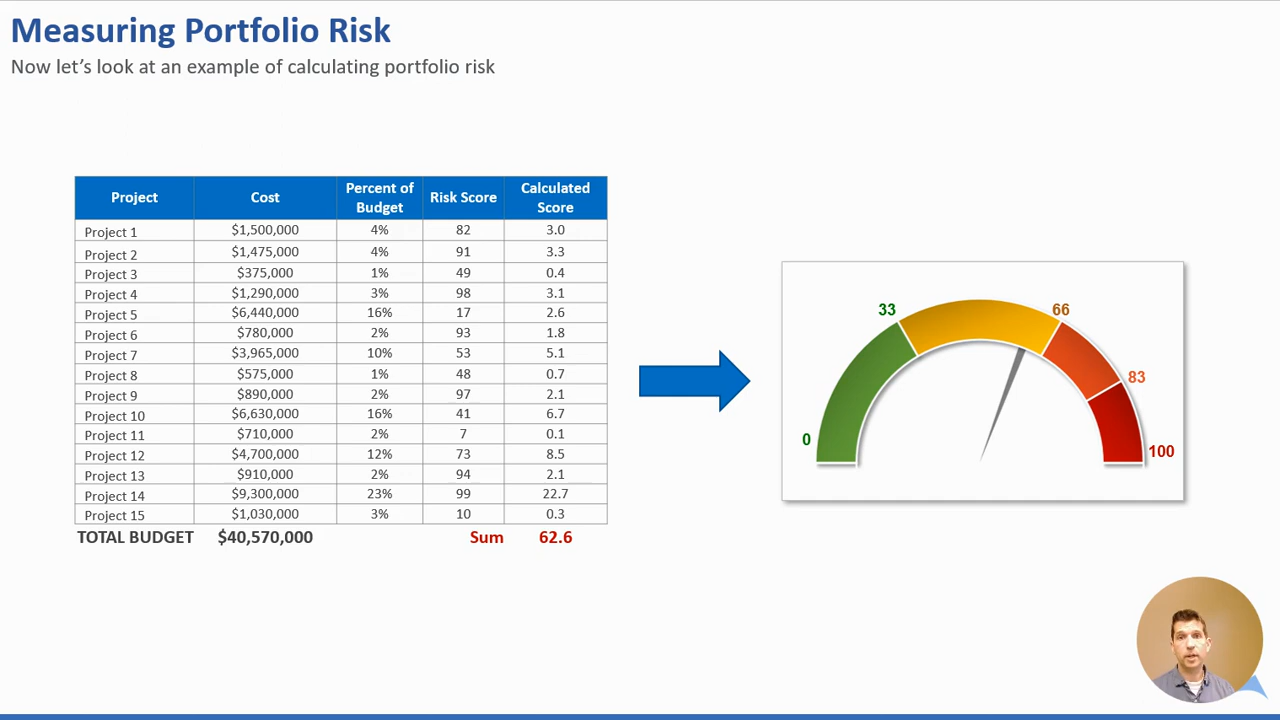 Measuring Portfolio Risk
Now let's look at an example of calculating portfolio risk
Project Cost Percent of Budget Risk Score Calculated Score
Project 1 $1,500,000 4% 82 3.0
Project 2 $1,475,000 4% 91 3.3
Project 3 $375,000 1% 49 0.4
Project 4 $1,290,000 3% 98 3.1
Project 5 $6,440,000 16% 17 2.6
Project 6 $780,000 2% 93 1.8
Project 7 $3,965,000 10% 53 5.1
Project 8 $575,000 1% 48 0.7
Project 9 $890,000 2% 97 2.1
Project 10 $6,630,000 16% 41 6.7
Project 11 $710,000 2% 7 0.1
Project 12 $4,700,000 12% 73 8.5
Project 13 $910,000 2% 94 2.1
Project 14 $9,300,000 23% 99 22.7
Project 15 $1,030,000 3% 10 0.3
TOTAL BUDGET $40,570,000 Sum 62.6
0
33
66
83
100